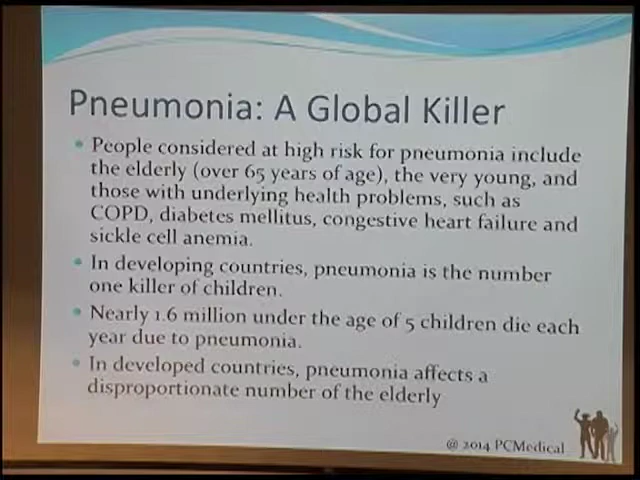 Pneumonia: A Global Killer
• People considered at high risk for pneumonia include
the elderly (over 65 years of age), the very young, and
those with underlying health problems, such as
COPD, diabetes mellitus, congestive heart failure and
sickle cell anemia.
• In developing countries, pneumonia is the number
one killer of children.
• Nearly 1.6 million under the age of 5 children die each
year due to pneumonia.
• In developed countries, pneumonia affects a
disproportionate number of the elderly
@ 2014 PCMedical